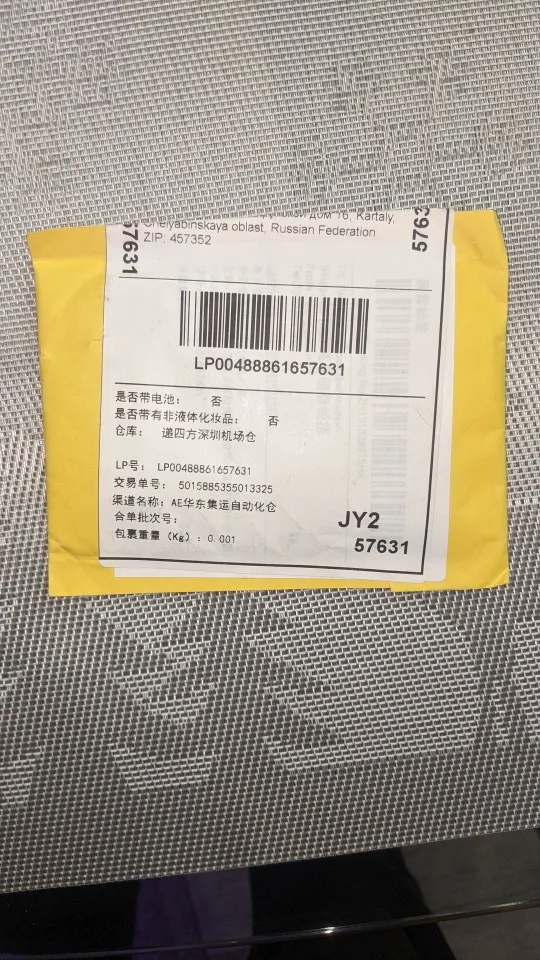 дом 16, Kartaly,
Chelyabinskaya oblast, Russian Federation
ZIP: 457352
57631
5763
LP00488861657631
是否带电池： 否
是否带有非液体化妆品： 否
仓库： 递四方深圳机场仓
LP号： LP00488861657631
交易单号： 5015885355013325
渠道名称： AE华东集运自动化仓
合单批次号：
包裹重量（Kg）：0.001
JY2
57631